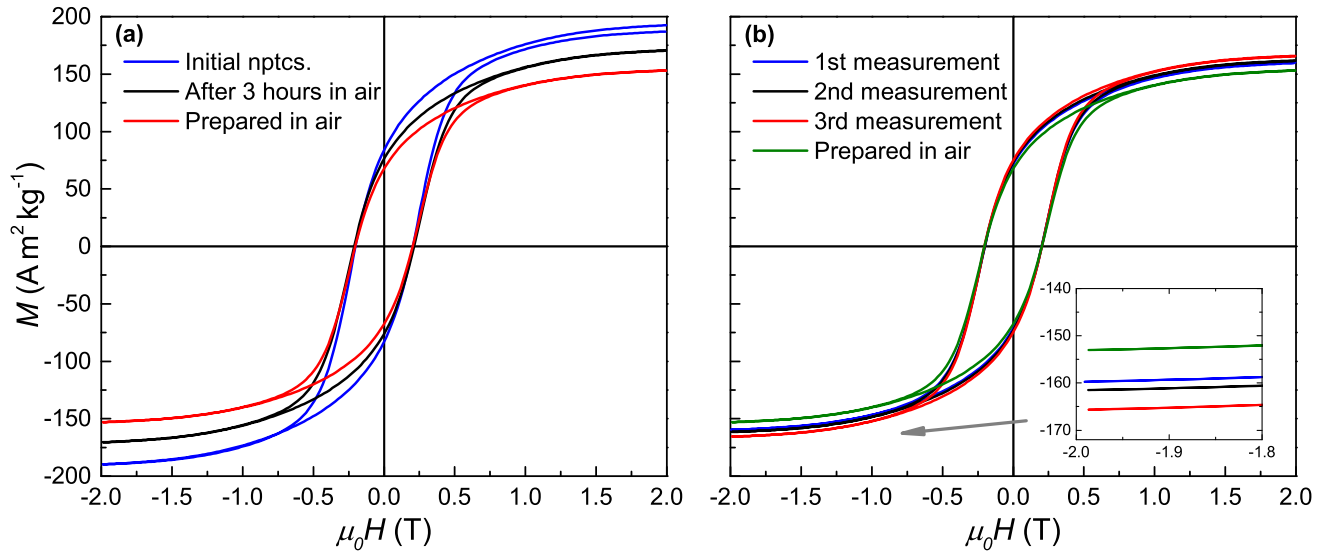 (a)
Initial nptcs.
After 3 hours in air
Prepared in air
200
150
100
50
0
-50
-100
-150
-200
M (A m² kg⁻¹)
-2.0 -1.5 -1.0 -0.5 0.0 0.5 1.0 1.5 2.0
μ₀H (T)
(b)
1st measurement
2nd measurement
3rd measurement
Prepared in air
-140
-150
-160
-170
-2.0 -1.9 -1.8
-2.0 -1.5 -1.0 -0.5 0.0 0.5 1.0 1.5 2.0
μ₀H (T)